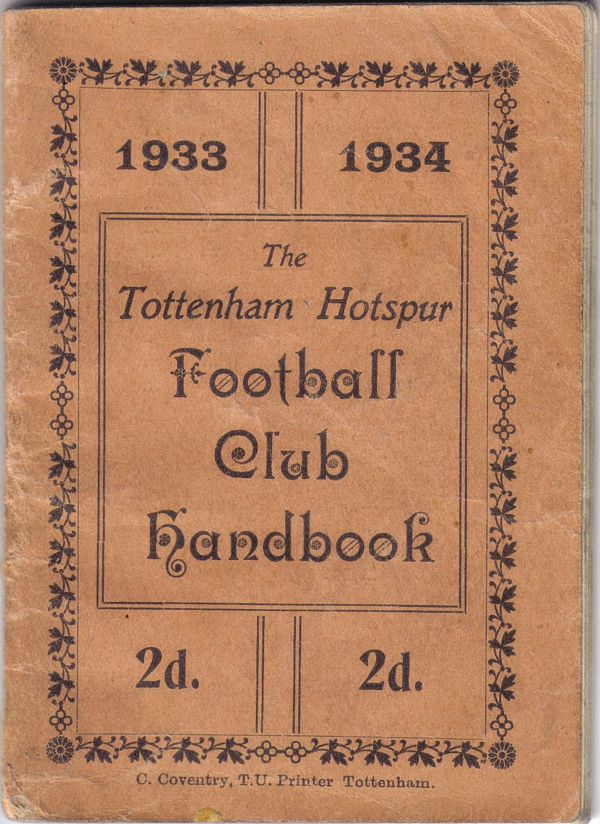 1933 1934
The
Tottenham Hotspur
Football
Club
Handbook
2d. 2d.
C. Coventry, T.U. Printer Tottenham.